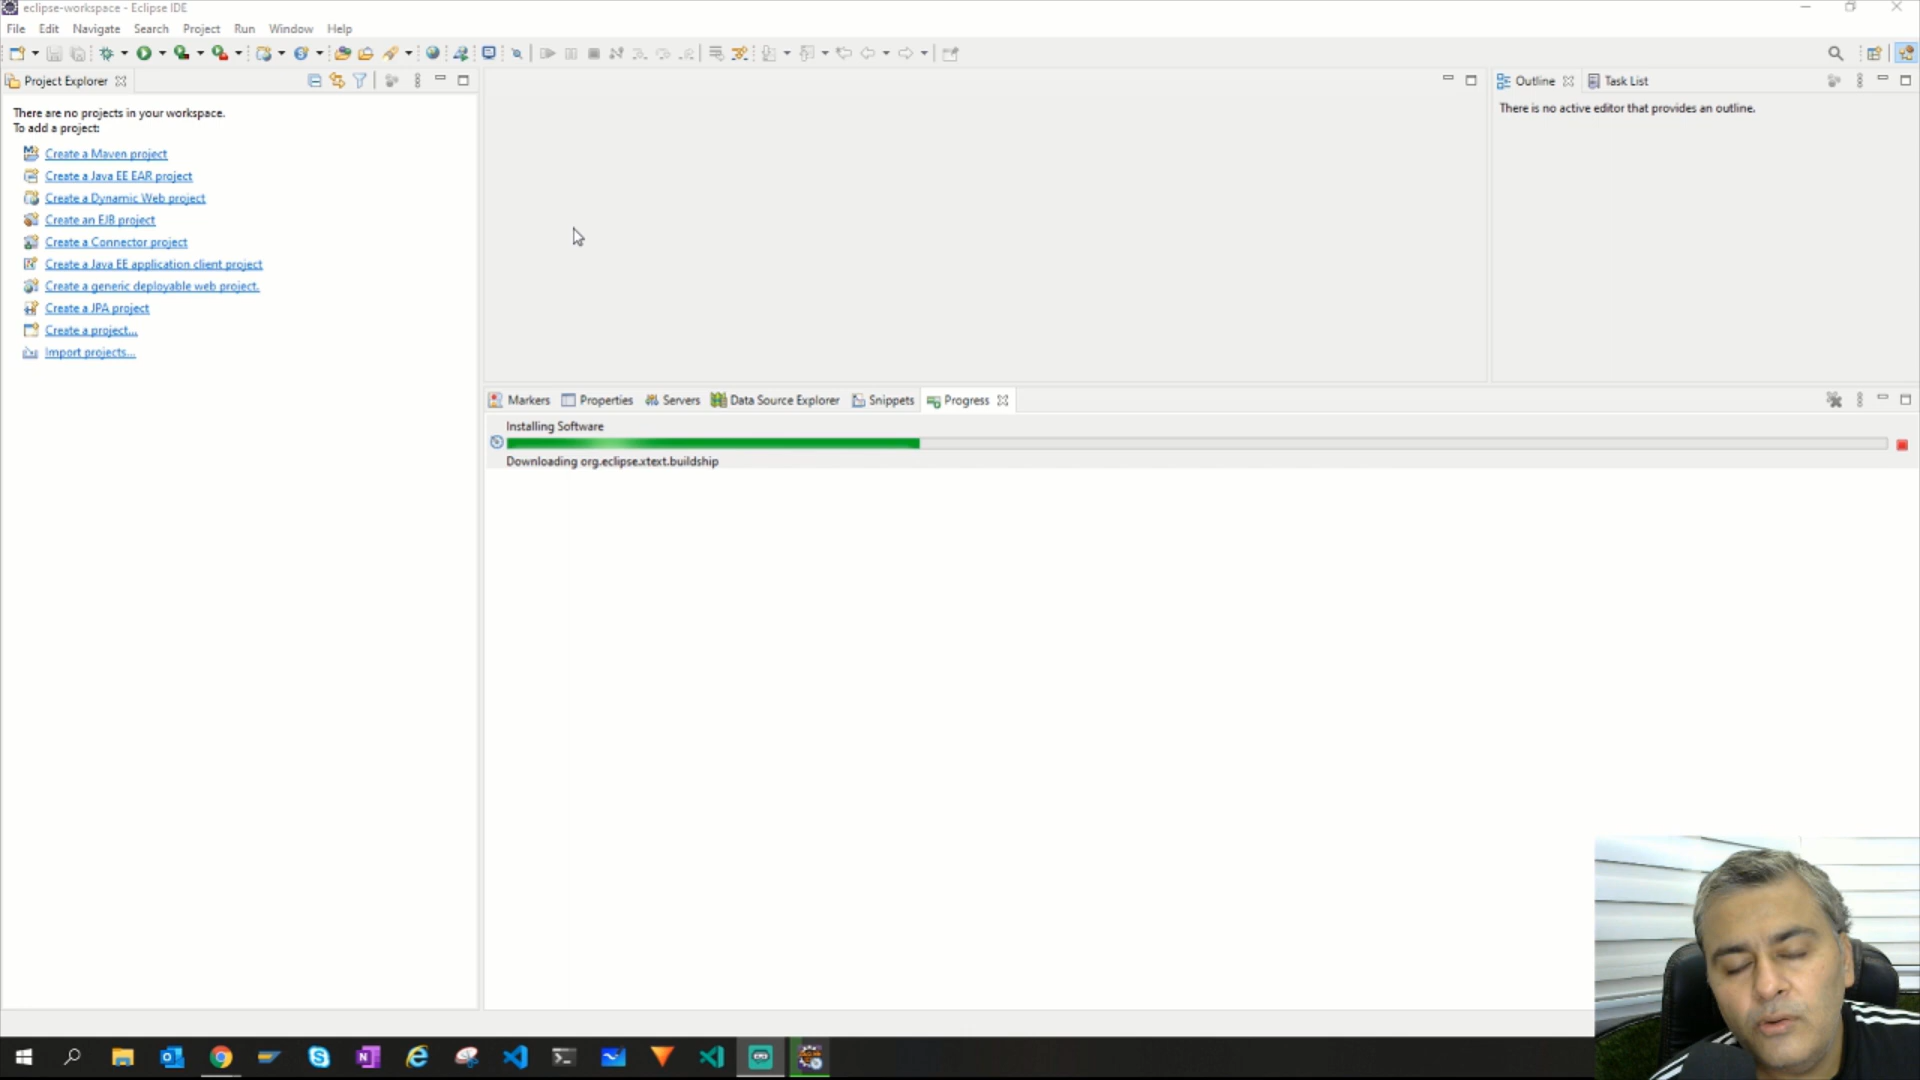 eclipse-workspace - Eclipse IDE
File Edit Navigate Search Project Run Window Help
Project Explorer
There are no projects in your workspace.
To add a project:
Create a Maven project
Create a Java EE EAR project
Create a Dynamic Web project
Create an EJB project
Create a Connector project
Create a Java EE application client project
Create a generic deployable web project.
Create a JPA project
Create a project...
Import projects...
Outline Task List
There is no active editor that provides an outline.
Markers Properties Servers Data Source Explorer Snippets Progress
Installing Software
Downloading org.eclipse.xtext.buildship